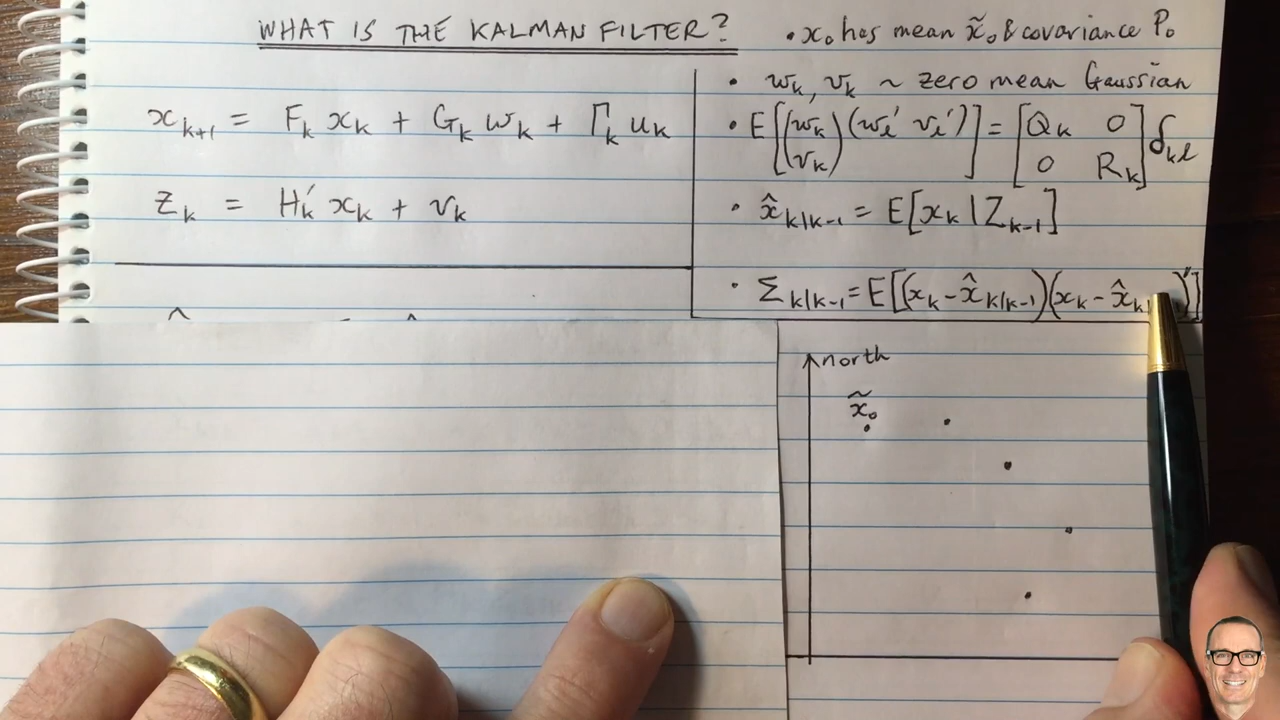 WHAT IS THE KALMAN FILTER?
x_{k+1} = F_k x_k + G_k w_k + Γ_k u_k
z_k = H_k' x_k + v_k
• x₀ has mean x̃₀ & covariance P₀
• w_k, v_k ~ zero mean Gaussian
• E[(w_k v_k)(w_l' v_l')] = [Q_k 0
0 R_k] δ_{kl}
• x̂_{k|k-1} = E[x_k | Z_{k-1}]
• Σ_{k|k-1} = E[(x_k - x̂_{k|k-1})(x_k - x̂_{k|
north
x̃₀